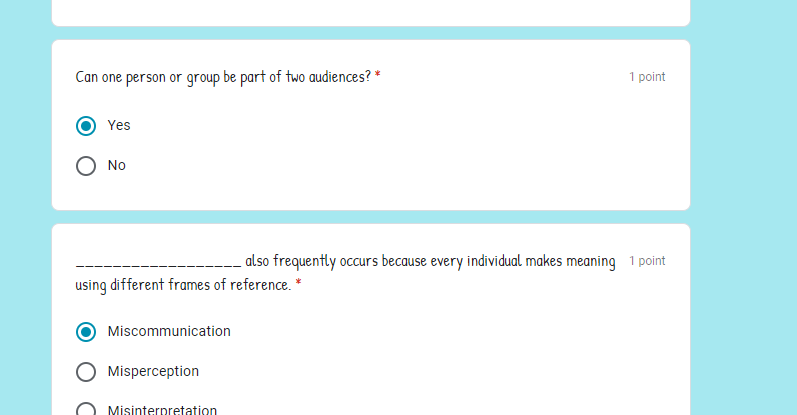 Can one person or group be part of two audiences? * 1 point
Yes
No
___________________ also frequently occurs because every individual makes meaning 1 point
using different frames of reference. *
Miscommunication
Misperception
Misinterpretation